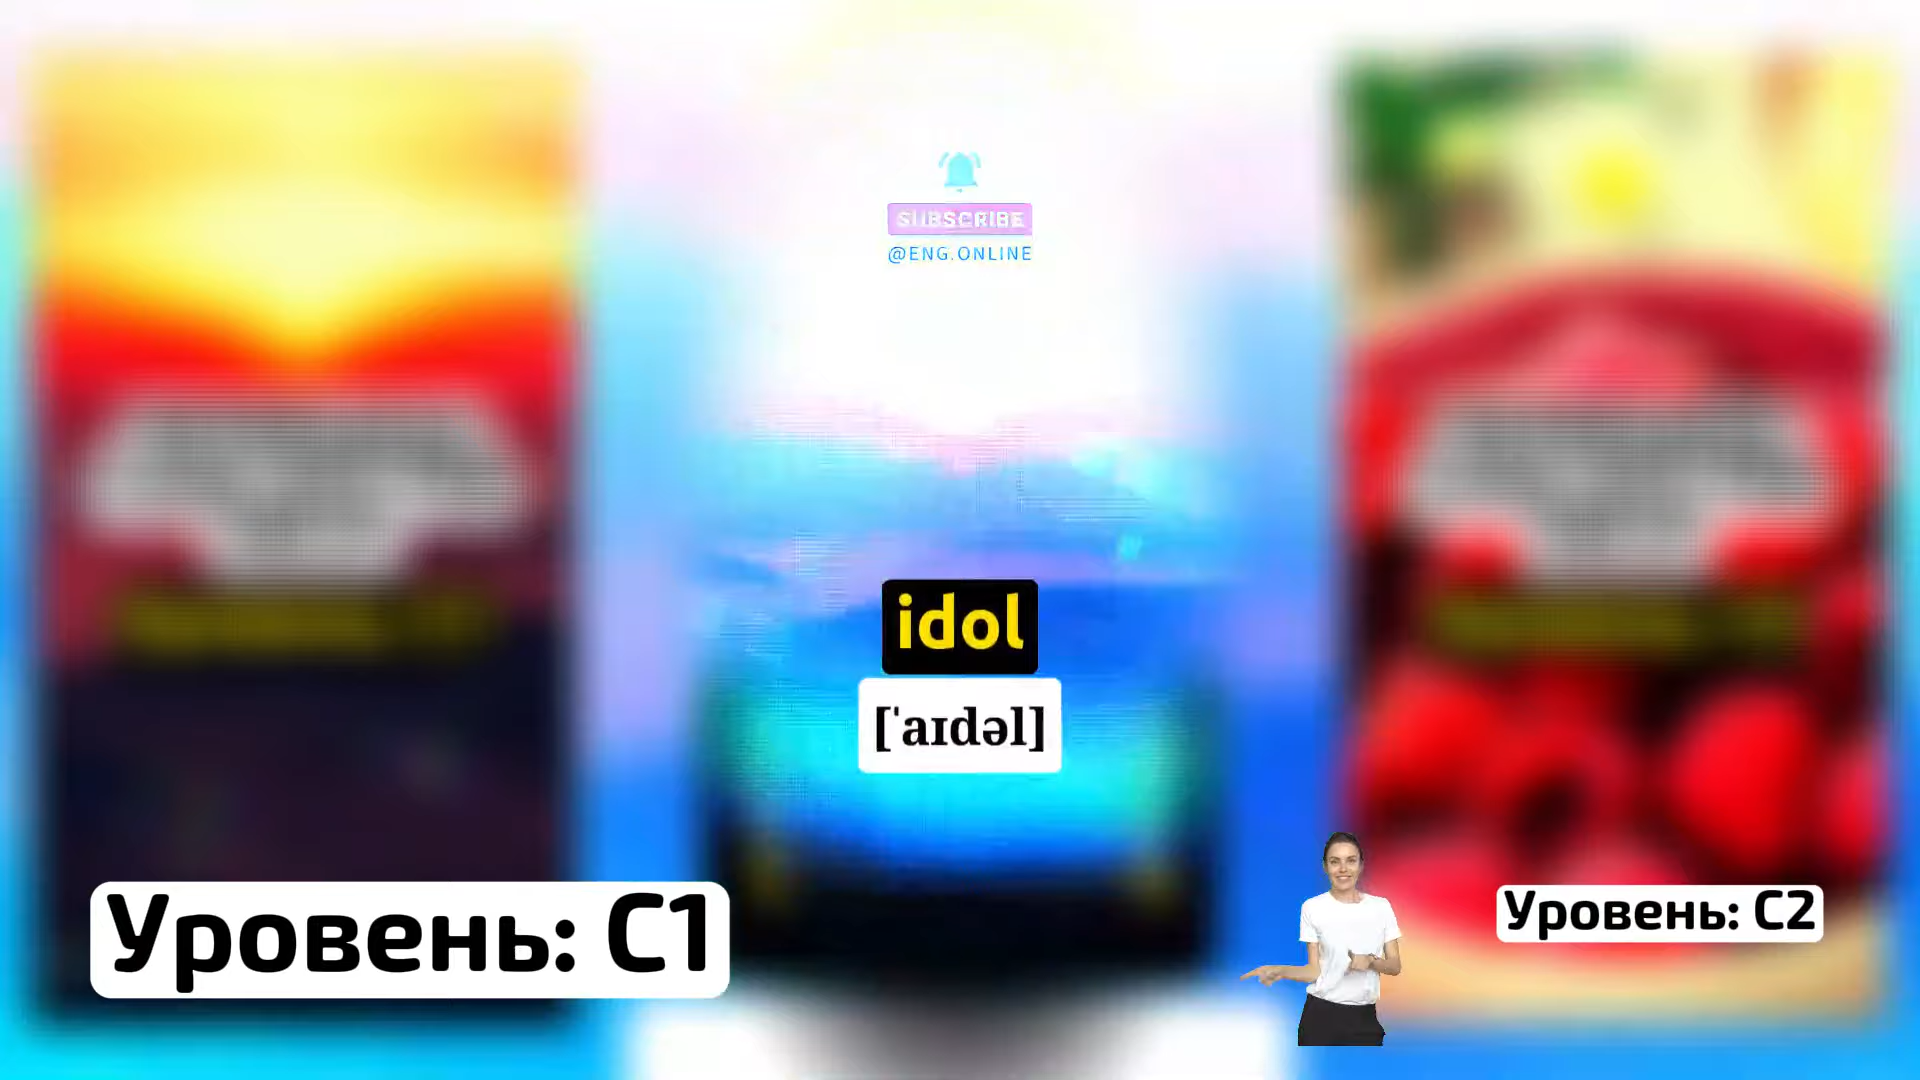 SUBSCRIBE
@ENG.ONLINE
idol
[ˈaɪdəl]
Уровень: C1
Уровень: C2